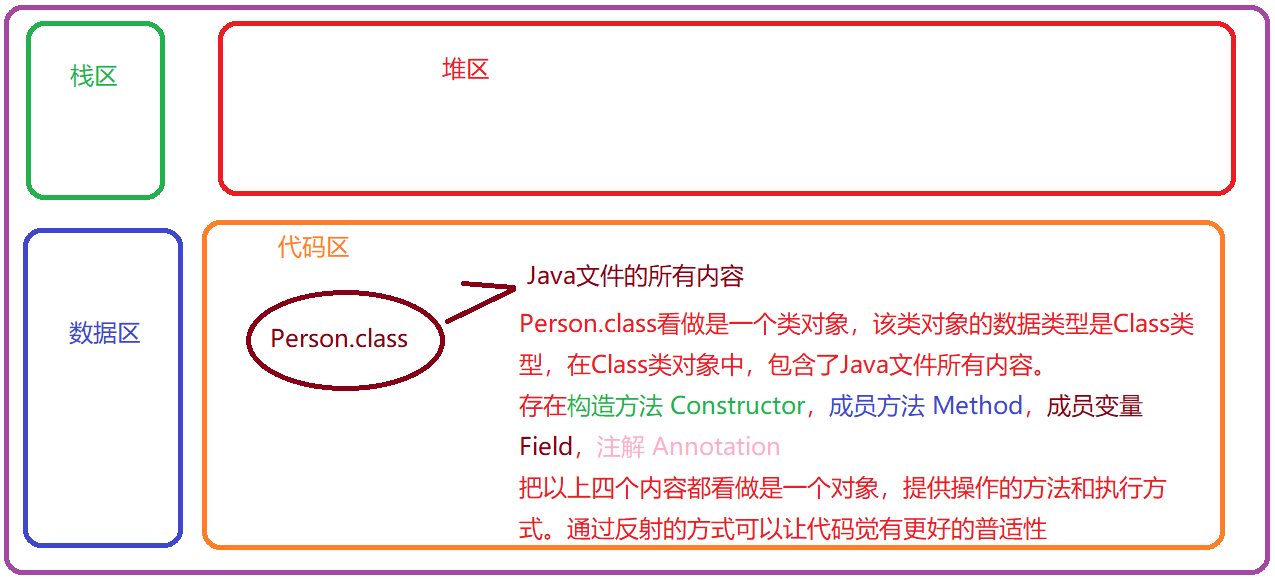 栈区
堆区
数据区
代码区
Person.class
Java文件的所有内容
Person.class看做是一个类对象，该类对象的数据类型是Class类
型，在Class类对象中，包含了Java文件所有内容。
存在构造方法 Constructor，成员方法 Method，成员变量
Field，注解 Annotation
把以上四个内容都看做是一个对象，提供操作的方法和执行方
式。通过反射的方式可以让代码觉有更好的普适性